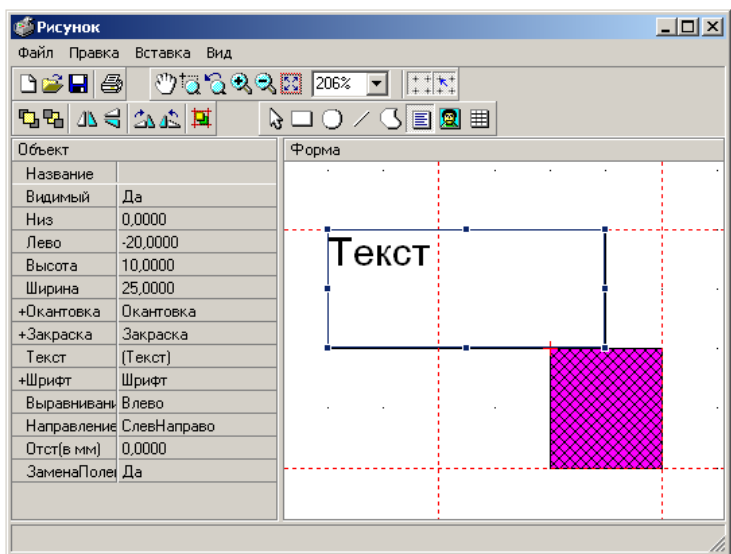 Рисунок
Файл Правка Вставка Вид
206%
Объект
Форма
Название
Видимый Да
Низ 0,0000
Лево -20,0000
Высота 10,0000
Ширина 25,0000
+Окантовка Окантовка
+Закраска Закраска
Текст (Текст)
+Шрифт Шрифт
Выравнивани Влево
Направление СлевНаправо
Отст(в мм) 0,0000
ЗаменаПолеі Да
Текст